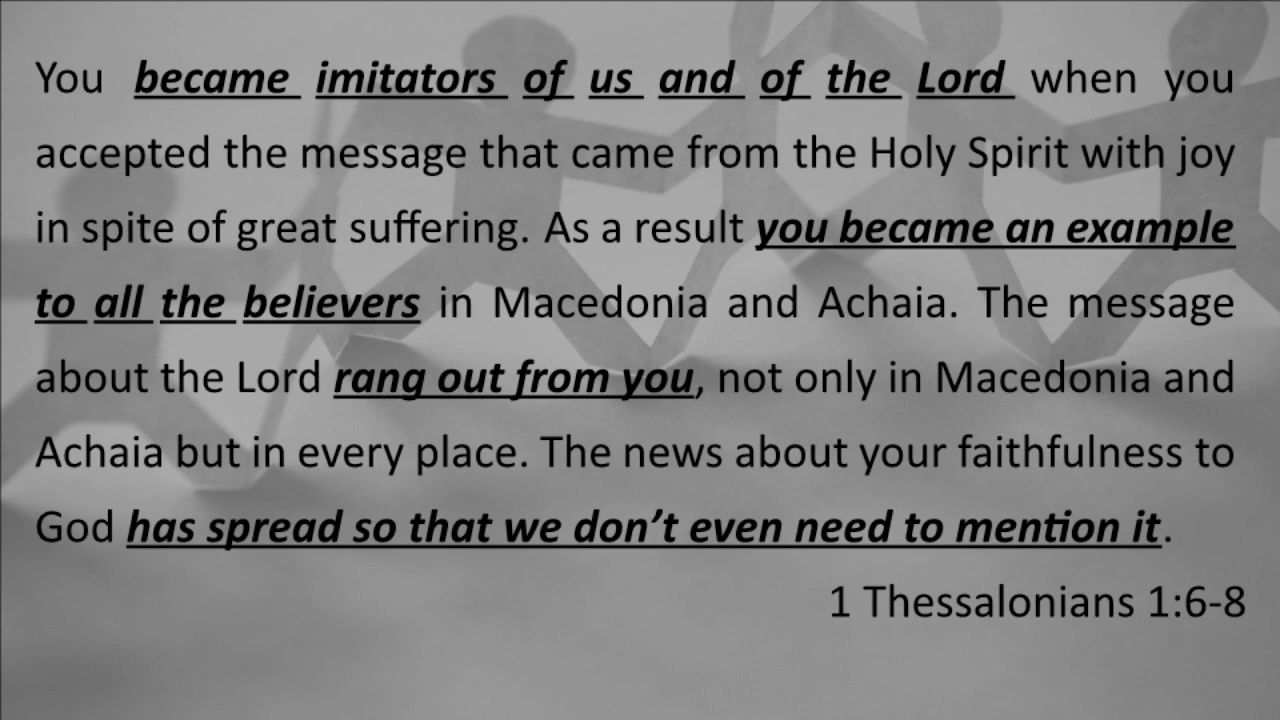 You became imitators of us and of the Lord when you
accepted the message that came from the Holy Spirit with joy
in spite of great suffering. As a result you became an example
to all the believers in Macedonia and Achaia. The message
about the Lord rang out from you, not only in Macedonia and
Achaia but in every place. The news about your faithfulness to
God has spread so that we don’t even need to mention it.
1 Thessalonians 1:6-8